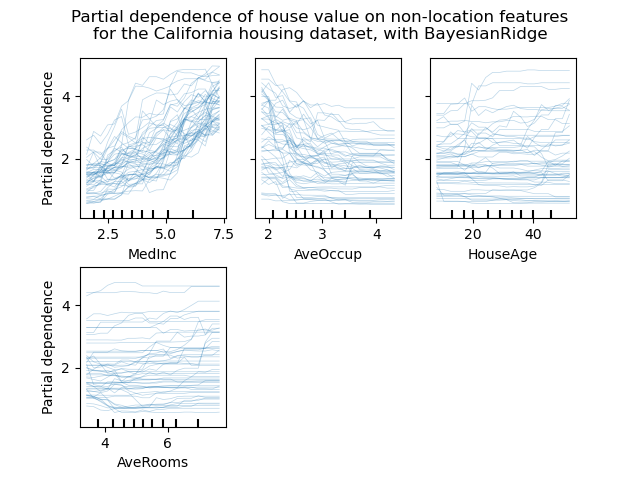 Partial dependence of house value on non-location features
for the California housing dataset, with BayesianRidge
Partial dependence
4
2
2.5 5.0 7.5
MedInc
2 3 4
AveOccup
20 40
HouseAge
Partial dependence
4
2
4 6
AveRooms